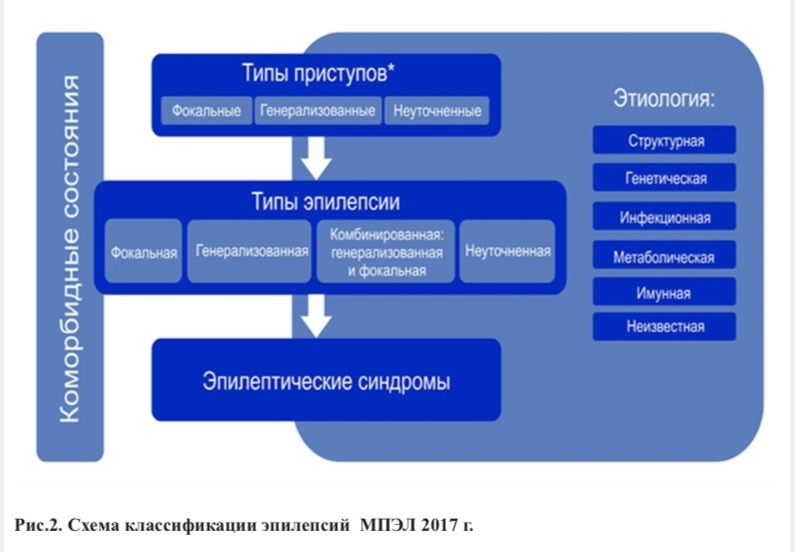 Коморбидные состояния
Типы приступов*
Фокальные
Генерализованные
Неуточненные
Типы эпилепсии
Фокальная
Генерализованная
Комбинированная:
генерализованная
и фокальная
Неуточненная
Эпилептические синдромы
Этиология:
Структурная
Генетическая
Инфекционная
Метаболическая
Имунная
Неизвестная
Рис.2. Схема классификации эпилепсий МПЭЛ 2017 г.